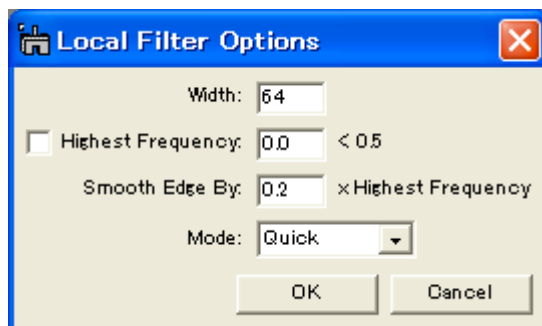 Local Filter Options
Width: 64
Highest Frequency: 0.0 < 0.5
Smooth Edge By: 0.2 x Highest Frequency
Mode: Quick
OK Cancel